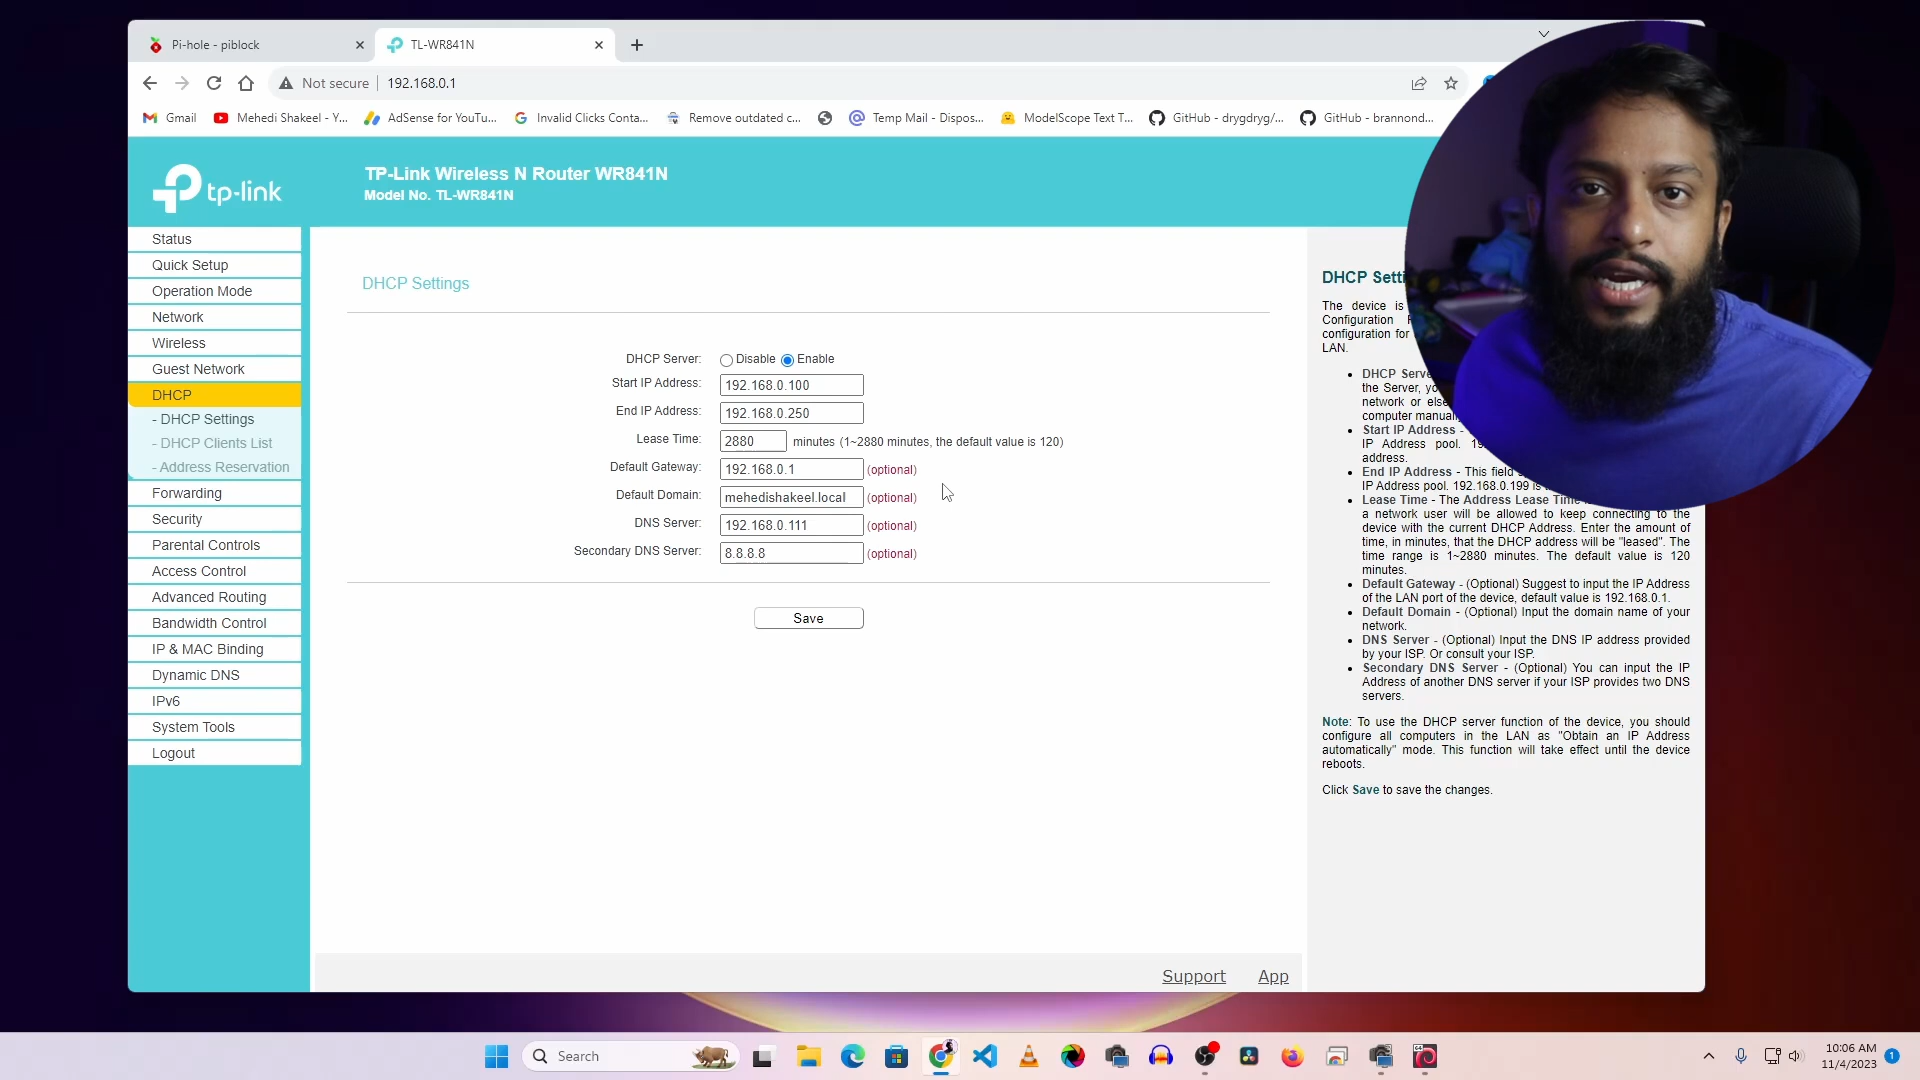 Pi-hole - piblock
TL-WR841N
Not secure
192.168.0.1
Gmail
Mehedi Shakeel - Y...
AdSense for YouTu...
Invalid Clicks Conta...
Remove outdated c...
Temp Mail - Dispos...
ModelScope Text T...
GitHub - drygdryg/...
GitHub - brannond...
tp-link
TP-Link Wireless N Router WR841N
Model No. TL-WR841N
Status
Quick Setup
Operation Mode
Network
Wireless
Guest Network
DHCP
- DHCP Settings
- DHCP Clients List
- Address Reservation
Forwarding
Security
Parental Controls
Access Control
Advanced Routing
Bandwidth Control
IP & MAC Binding
Dynamic DNS
IPv6
System Tools
Logout
DHCP Settings
DHCP Server: Disable Enable
Start IP Address: 192.168.0.100
End IP Address: 192.168.0.250
Lease Time: 2880 minutes (1~2880 minutes, the default value is 120)
Default Gateway: 192.168.0.1 (optional)
Default Domain: mehedishakeel.local (optional)
DNS Server: 192.168.0.111 (optional)
Secondary DNS Server: 8.8.8.8 (optional)
Save
Support App
DHCP
The device is
Configuration
configuration for
LAN.
• DHCP
the Server,
network or
computer
• Start IP Address -
IP Address pool.
address.
• End IP Address - This field
IP Address pool. 192.168.0.199 is
• Lease Time - The Address Lease Time
a network user will be allowed to keep connecting to the
device with the current DHCP Address. Enter the amount of
time, in minutes, that the DHCP address will be "leased". The
time range is 1~2880 minutes. The default value is 120
minutes.
• Default Gateway - (Optional) Suggest to input the IP Address
of the LAN port of the device, default value is 192.168.0.1.
• Default Domain - (Optional) Input the domain name of your
network.
• DNS Server - (Optional) Input the DNS IP address provided
by your ISP. Or consult your ISP.
• Secondary DNS Server - (Optional) You can input the IP
Address of another DNS server if your ISP provides two DNS
servers.
Note: To use the DHCP server function of the device, you should
configure all computers in the LAN as "Obtain an IP Address
automatically" mode. This function will take effect until the device
reboots.
Click Save to save the changes.
Search
10:06 AM
11/4/2023
1